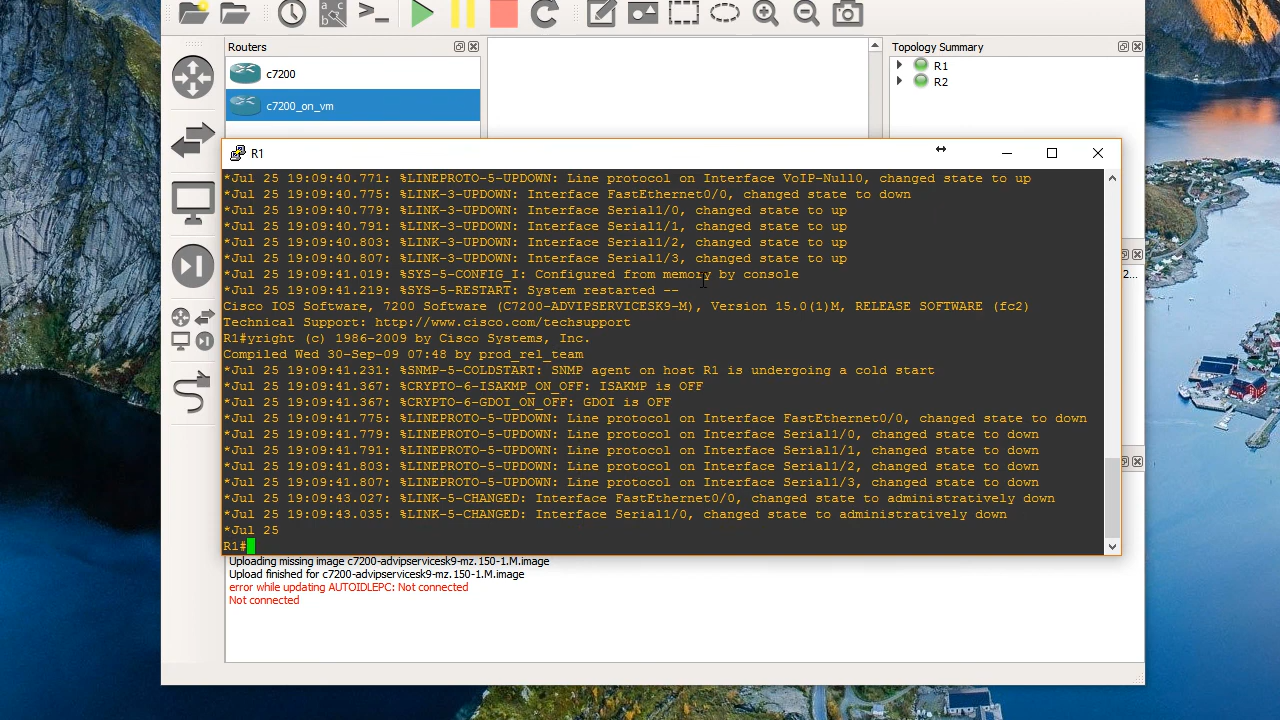 a b
c
Routers
c7200
c7200_on_vm
Topology Summary
R1
R2
2...
R1
*Jul 25 19:09:40.771: %LINEPROTO-5-UPDOWN: Line protocol on Interface VoIP-Null0, changed state to up
*Jul 25 19:09:40.775: %LINK-3-UPDOWN: Interface FastEthernet0/0, changed state to down
*Jul 25 19:09:40.779: %LINK-3-UPDOWN: Interface Serial1/0, changed state to up
*Jul 25 19:09:40.791: %LINK-3-UPDOWN: Interface Serial1/1, changed state to up
*Jul 25 19:09:40.803: %LINK-3-UPDOWN: Interface Serial1/2, changed state to up
*Jul 25 19:09:40.807: %LINK-3-UPDOWN: Interface Serial1/3, changed state to up
*Jul 25 19:09:41.019: %SYS-5-CONFIG_I: Configured from memory by console
*Jul 25 19:09:41.219: %SYS-5-RESTART: System restarted --
Cisco IOS Software, 7200 Software (C7200-ADVIPSERVICESK9-M), Version 15.0(1)M, RELEASE SOFTWARE (fc2)
Technical Support: http://www.cisco.com/techsupport
R1#yright (c) 1986-2009 by Cisco Systems, Inc.
Compiled Wed 30-Sep-09 07:48 by prod_rel_team
*Jul 25 19:09:41.231: %SNMP-5-COLDSTART: SNMP agent on host R1 is undergoing a cold start
*Jul 25 19:09:41.367: %CRYPTO-6-ISAKMP_ON_OFF: ISAKMP is OFF
*Jul 25 19:09:41.367: %CRYPTO-6-GDOI_ON_OFF: GDOI is OFF
*Jul 25 19:09:41.775: %LINEPROTO-5-UPDOWN: Line protocol on Interface FastEthernet0/0, changed state to down
*Jul 25 19:09:41.779: %LINEPROTO-5-UPDOWN: Line protocol on Interface Serial1/0, changed state to down
*Jul 25 19:09:41.791: %LINEPROTO-5-UPDOWN: Line protocol on Interface Serial1/1, changed state to down
*Jul 25 19:09:41.803: %LINEPROTO-5-UPDOWN: Line protocol on Interface Serial1/2, changed state to down
*Jul 25 19:09:41.807: %LINEPROTO-5-UPDOWN: Line protocol on Interface Serial1/3, changed state to down
*Jul 25 19:09:43.027: %LINK-5-CHANGED: Interface FastEthernet0/0, changed state to administratively down
*Jul 25 19:09:43.035: %LINK-5-CHANGED: Interface Serial1/0, changed state to administratively down
*Jul 25
R1#
Uploading missing image c7200-advipservicesk9-mz.150-1.M.image
Upload finished for c7200-advipservicesk9-mz.150-1.M.image
error while updating AUTOIDLEPC: Not connected
Not connected